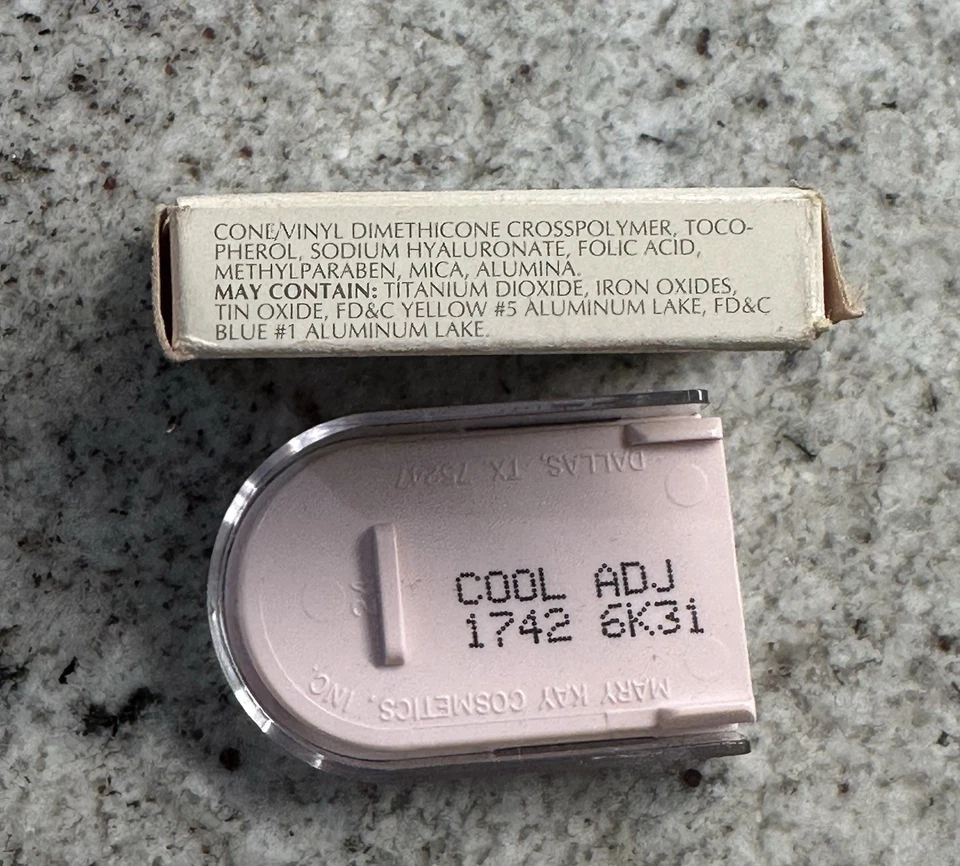 CONE/VINYL DIMETHICONE CROSSPOLYMER, TOCO-
PHEROL, SODIUM HYALURONATE, FOLIC ACID,
METHYLPARABEN, MICA, ALUMINA.
MAY CONTAIN: TITANIUM DIOXIDE, IRON OXIDES,
TIN OXIDE, FD&C YELLOW #5 ALUMINUM LAKE, FD&C
BLUE #1 ALUMINUM LAKE.
DALLAS, TX 75247
COOL ADJ
1742 6K31
MARY KAY COSMETICS, INC.